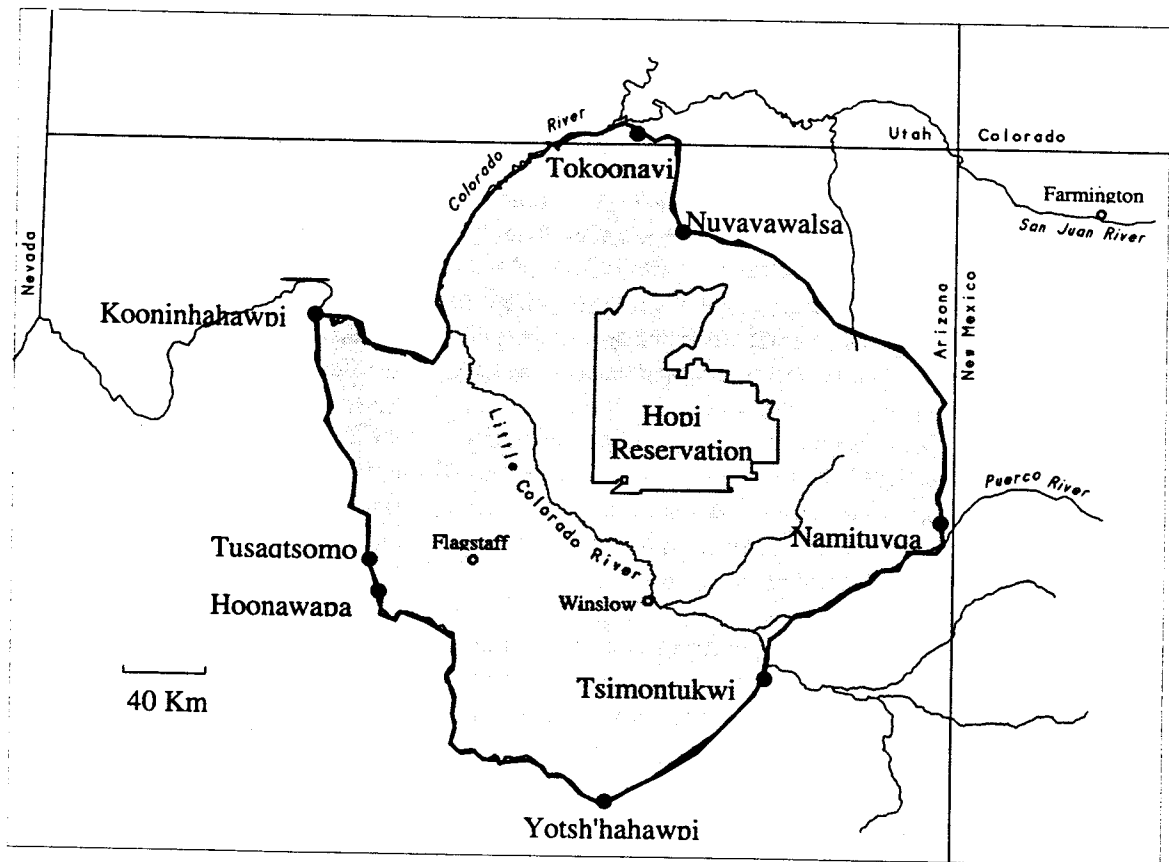 Colorado River
Utah Colorado
Tokoonavi
Farmington
San Juan River
Nuvavawalsa
Nevada
Arizona
New Mexico
Kooninhahawpi
Hopi
Reservation
Little Colorado River
Puerco River
Tusaqtsomo
Flagstaff
Namituvqa
Hoonawapa
Winslow
Tsimontukwi
40 Km
Yotsh'hahawpi